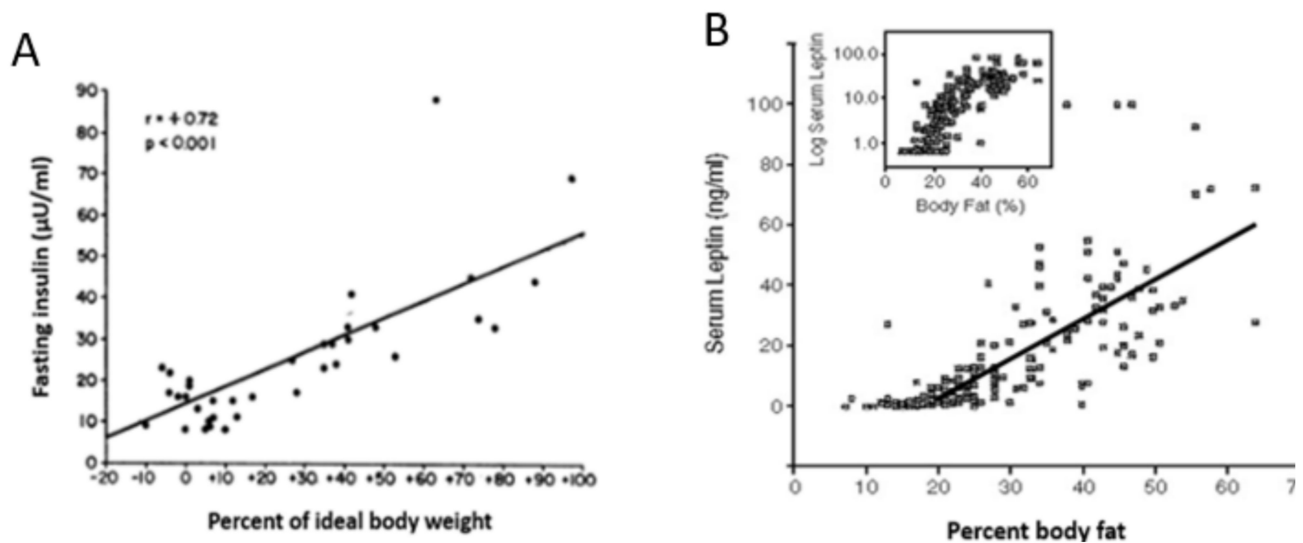 A
90
80
70
60
50
40
30
20
10
0
r = + 0.72
p < 0.001
Fasting insulin (µU/ml)
-20 -10 0 +10 +20 +30 +40 +50 +60 +70 +80 +90 +100
Percent of ideal body weight
B
100
80
60
40
20
0
Serum Leptin (ng/ml)
100.0
10.0
1.0
Log Serum Leptin
0 20 40 60
Body Fat (%)
0 10 20 30 40 50 60 7
Percent body fat